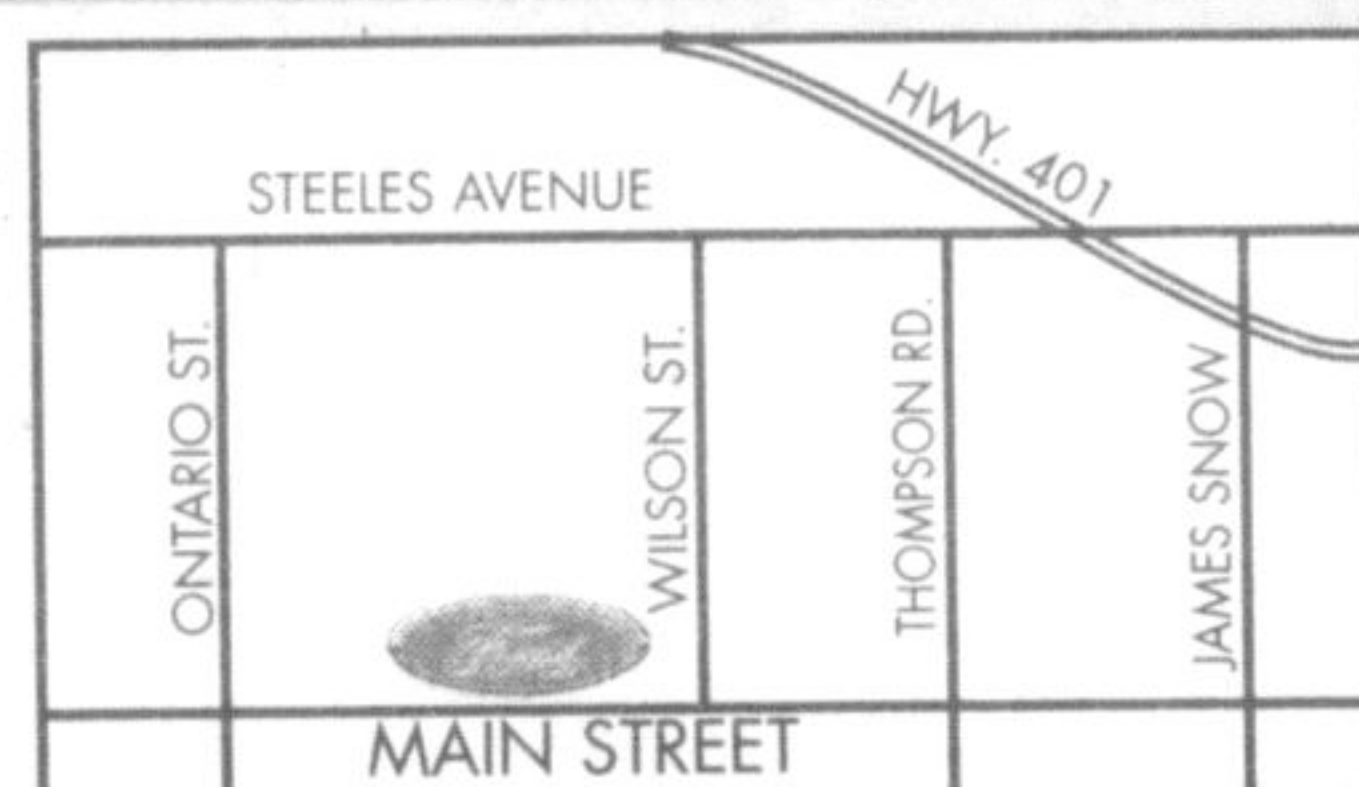 HWY. 401
STEELES AVENUE
ONTARIO ST.
WILSON ST.
THOMPSON RD.
JAMES SNOW
MAIN STREET